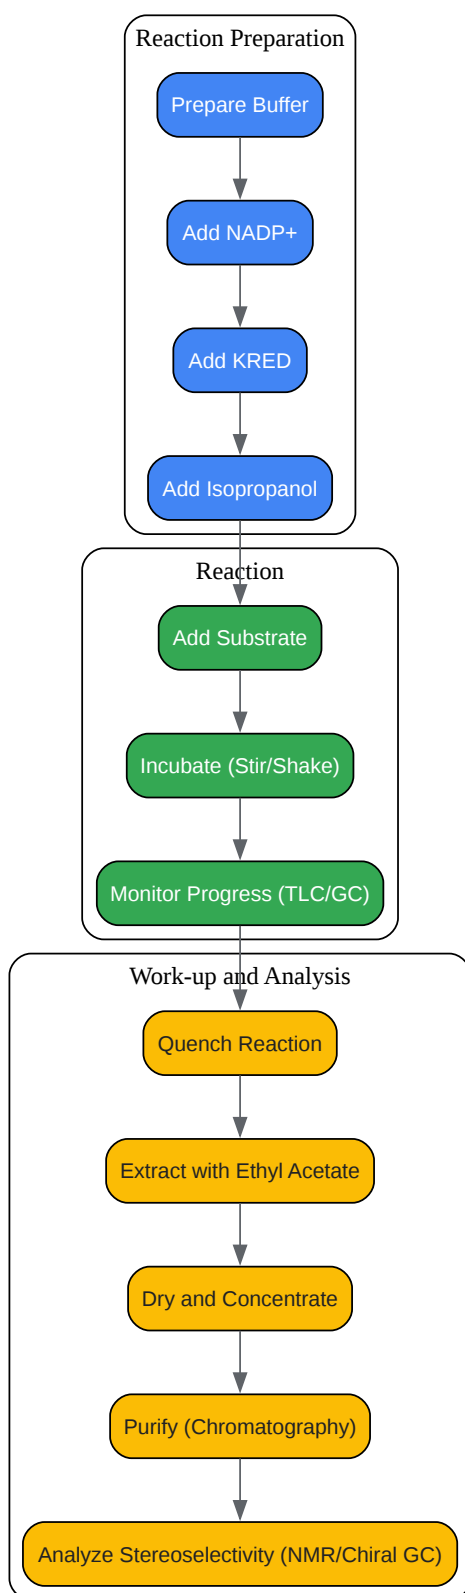 Reaction Preparation
Prepare Buffer
Add NADP+
Add KRED
Add Isopropanol
Reaction
Add Substrate
Incubate (Stir/Shake)
Monitor Progress (TLC/GC)
Work-up and Analysis
Quench Reaction
Extract with Ethyl Acetate
Dry and Concentrate
Purify (Chromatography)
Analyze Stereoselectivity (NMR/Chiral GC)